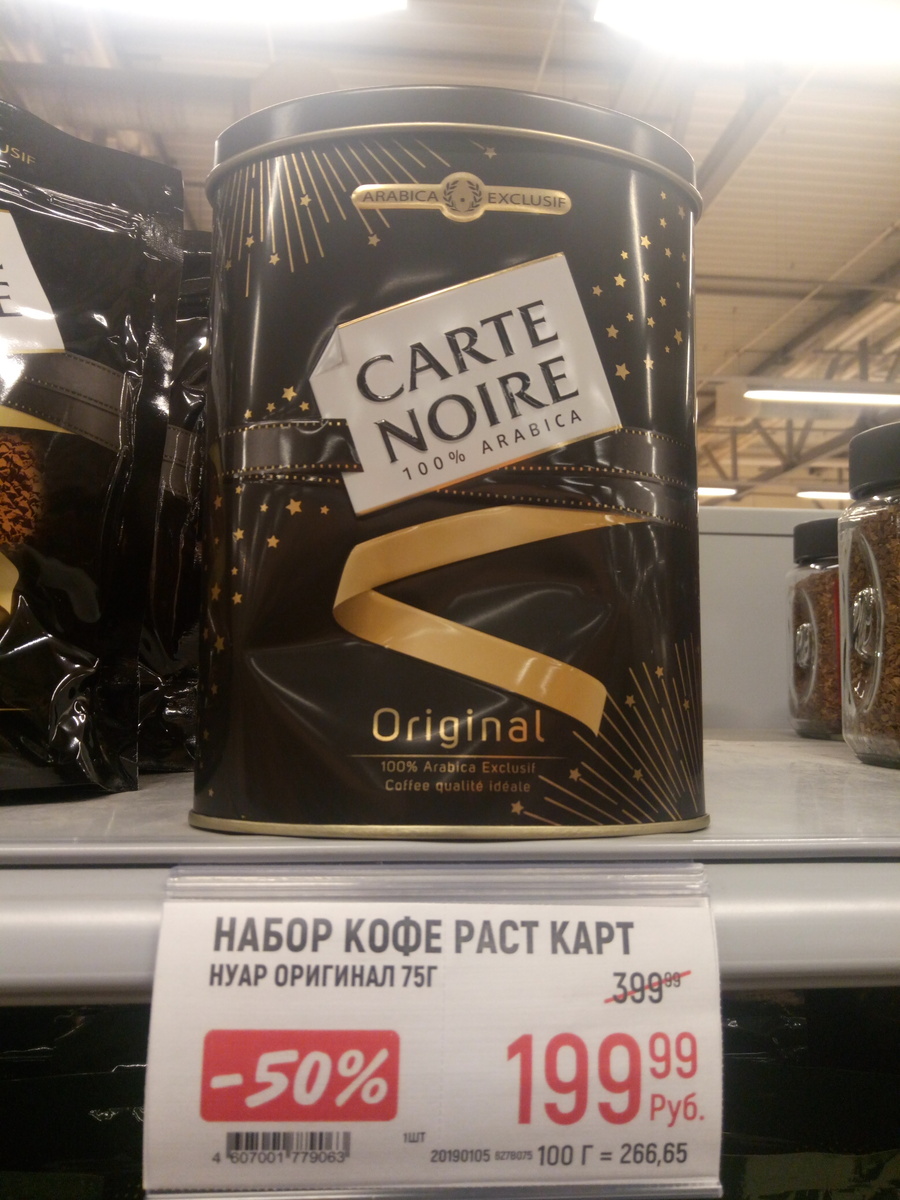 USIF
ARABICA EXCLUSIF
CARTE
NOIRE
100% ARABICA
Original
100% Arabica Exclusif
Coffee qualité idéale
НАБОР КОФЕ РАСТ КАРТ
НУАР ОРИГИНАЛ 75Г
399 99
-50%
199 99
Руб.
1ШТ
4 607001 779063
20190105 100 Г = 266,65